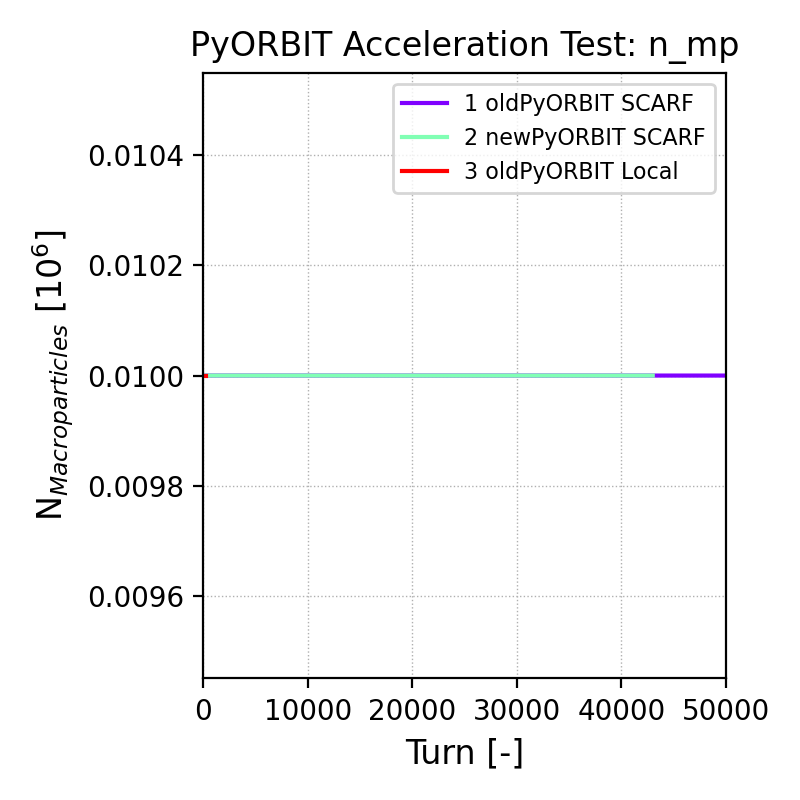 PyORBIT Acceleration Test: n_mp
1 oldPyORBIT SCARF
2 newPyORBIT SCARF
3 oldPyORBIT Local
N_{Macroparticles} [10^6]
0.0104
0.0102
0.0100
0.0098
0.0096
0 10000 20000 30000 40000 50000
Turn [-]